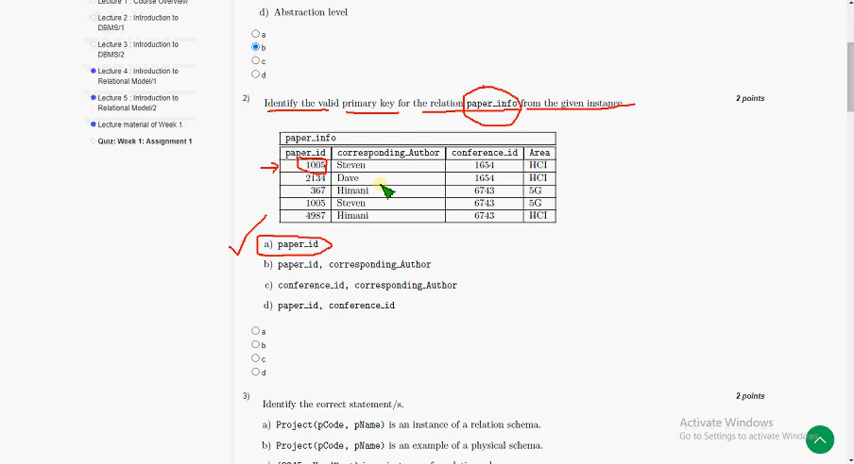 Lecture 1 : Course Overview
Lecture 2 : Introduction to
DBMS/1
Lecture 3 : Introduction to
DBMS/2
Lecture 4 : Introduction to
Relational Model/1
Lecture 5 : Introduction to
Relational Model/2
Lecture material of Week 1
Quiz: Week 1: Assignment 1
d) Abstraction level
a
b
c
d
2) Identify the valid primary key for the relation paper_info from the given instance. 2 points
paper_info
paper_id corresponding_Author conference_id Area
1005 Steven 1654 HCI
2134 Dave 1654 HCI
367 Himani 6743 5G
1005 Steven 6743 5G
4987 Himani 6743 HCI
a) paper_id
b) paper_id, corresponding_Author
c) conference_id, corresponding_Author
d) paper_id, conference_id
a
b
c
d
3) Identify the correct statement/s. 2 points
a) Project(pCode, pName) is an instance of a relation schema.
b) Project(pCode, pName) is an example of a physical schema.
Activate Windows
Go to Settings to activate Windows.